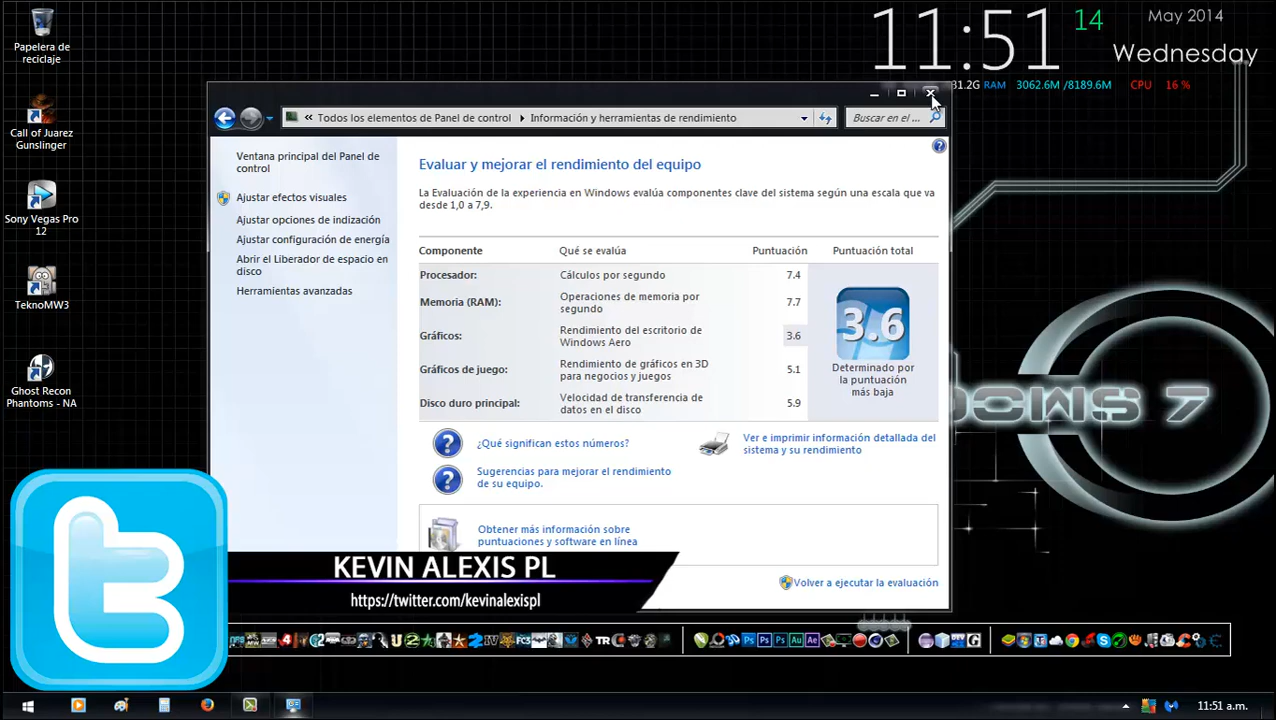 11:51
14
May 2014
Wednesday
31.2G RAM 3062.6M /8189.6M CPU 16 %
Papelera de
reciclaje
Call of Juarez
Gunslinger
Sony Vegas Pro
12
TeknoMW3
Ghost Recon
Phantoms - NA
« Todos los elementos de Panel de control Información y herramientas de rendimiento
Buscar en el ...
Ventana principal del Panel de
control
Ajustar efectos visuales
Ajustar opciones de indización
Ajustar configuración de energía
Abrir el Liberador de espacio en
disco
Herramientas avanzadas
Evaluar y mejorar el rendimiento del equipo
La Evaluación de la experiencia en Windows evalúa componentes clave del sistema según una escala que va
desde 1,0 a 7,9.
Componente Qué se evalúa Puntuación Puntuación total
Procesador: Cálculos por segundo 7.4
Memoria (RAM): Operaciones de memoria por
segundo 7.7
Gráficos: Rendimiento del escritorio de
Windows Aero 3.6
Gráficos de juego: Rendimiento de gráficos en 3D
para negocios y juegos 5.1
Disco duro principal: Velocidad de transferencia de
datos en el disco 5.9
3.6
Determinado por
la puntuación
más baja
¿Qué significan estos números?
Ver e imprimir información detallada del
sistema y su rendimiento
Sugerencias para mejorar el rendimiento
de su equipo.
Obtener más información sobre
puntuaciones y software en línea
Volver a ejecutar la evaluación
KEVIN ALEXIS PL
https://twitter.com/kevinalexispl
11:51 a.m.